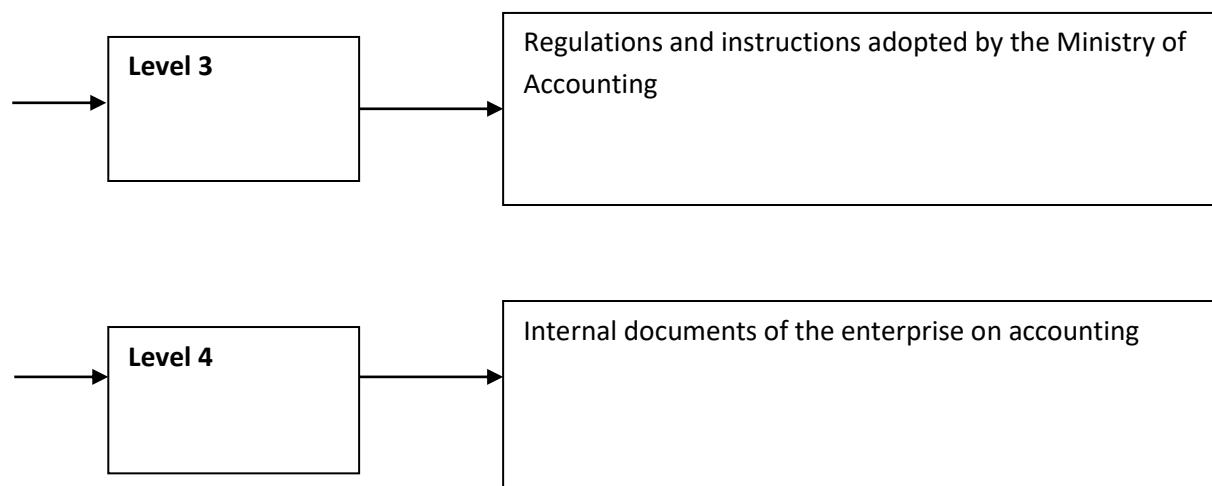 Level 3
Regulations and instructions adopted by the Ministry of
Accounting
Level 4
Internal documents of the enterprise on accounting